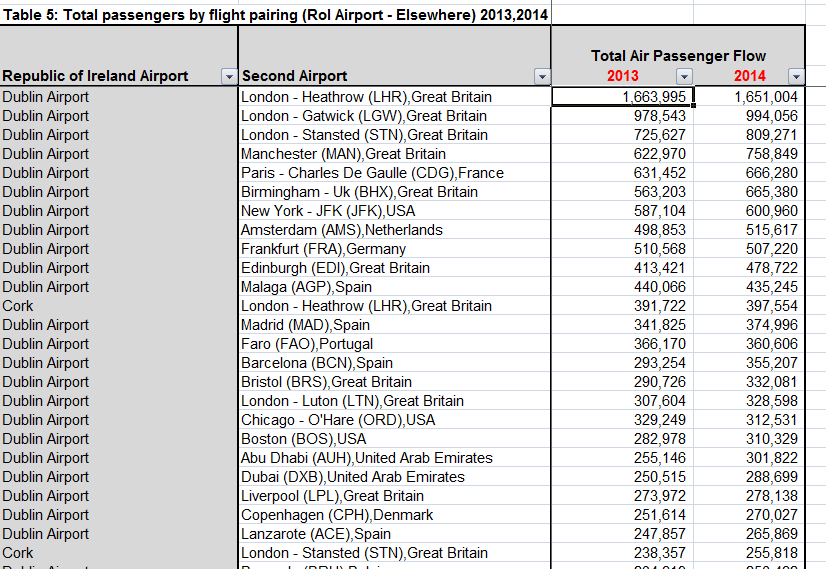 Table 5: Total passengers by flight pairing (RoI Airport - Elsewhere) 2013,2014
Total Air Passenger Flow
Republic of Ireland Airport Second Airport 2013 2014
Dublin Airport London - Heathrow (LHR),Great Britain 1,663,995 1,651,004
Dublin Airport London - Gatwick (LGW),Great Britain 978,543 994,056
Dublin Airport London - Stansted (STN),Great Britain 725,627 809,271
Dublin Airport Manchester (MAN),Great Britain 622,970 758,849
Dublin Airport Paris - Charles De Gaulle (CDG),France 631,452 666,280
Dublin Airport Birmingham - Uk (BHX),Great Britain 563,203 665,380
Dublin Airport New York - JFK (JFK),USA 587,104 600,960
Dublin Airport Amsterdam (AMS),Netherlands 498,853 515,617
Dublin Airport Frankfurt (FRA),Germany 510,568 507,220
Dublin Airport Edinburgh (EDI),Great Britain 413,421 478,722
Dublin Airport Malaga (AGP),Spain 440,066 435,245
Cork London - Heathrow (LHR),Great Britain 391,722 397,554
Dublin Airport Madrid (MAD),Spain 341,825 374,996
Dublin Airport Faro (FAO),Portugal 366,170 360,606
Dublin Airport Barcelona (BCN),Spain 293,254 355,207
Dublin Airport Bristol (BRS),Great Britain 290,726 332,081
Dublin Airport London - Luton (LTN),Great Britain 307,604 328,598
Dublin Airport Chicago - O'Hare (ORD),USA 329,249 312,531
Dublin Airport Boston (BOS),USA 282,978 310,329
Dublin Airport Abu Dhabi (AUH),United Arab Emirates 255,146 301,822
Dublin Airport Dubai (DXB),United Arab Emirates 250,515 288,699
Dublin Airport Liverpool (LPL),Great Britain 273,972 278,138
Dublin Airport Copenhagen (CPH),Denmark 251,614 270,027
Dublin Airport Lanzarote (ACE),Spain 247,857 265,869
Cork London - Stansted (STN),Great Britain 238,357 255,818